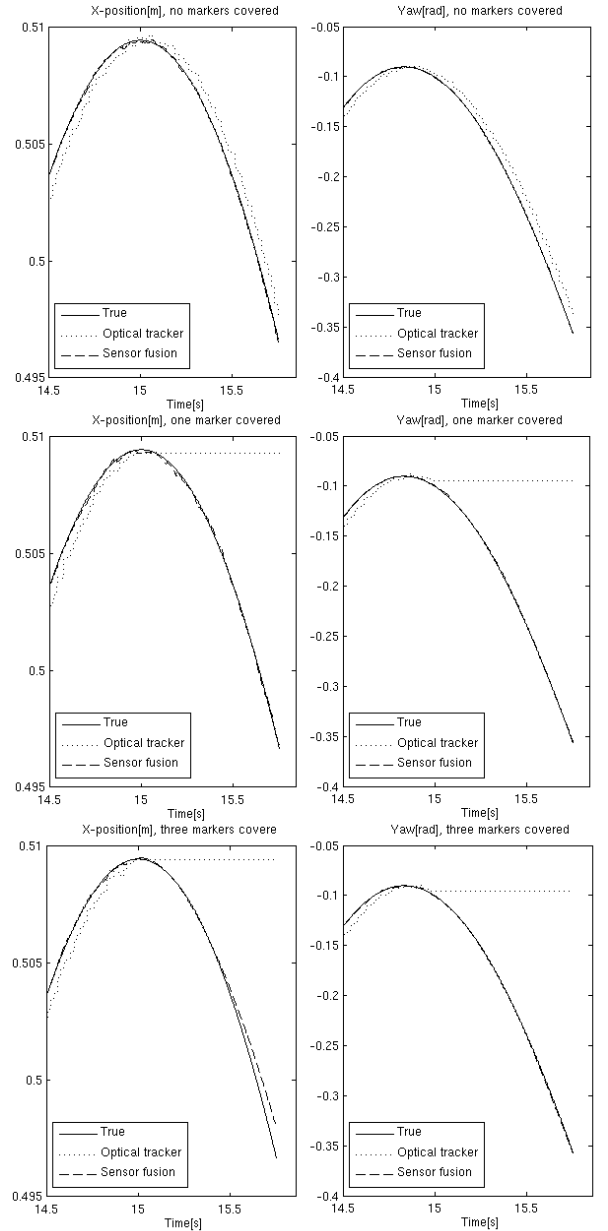 X-position[m], no markers covered
0.51
0.505
0.5
0.495
14.5
15
15.5
Time[s]
True
Optical tracker
Sensor fusion
Yaw[rad], no markers covered
-0.05
-0.1
-0.15
-0.2
-0.25
-0.3
-0.35
-0.4
14.5
15
15.5
Time[s]
True
Optical tracker
Sensor fusion
X-position[m], one marker covered
0.51
0.505
0.5
0.495
14.5
15
15.5
Time[s]
True
Optical tracker
Sensor fusion
Yaw[rad], one marker covered
-0.05
-0.1
-0.15
-0.2
-0.25
-0.3
-0.35
-0.4
14.5
15
15.5
Time[s]
True
Optical tracker
Sensor fusion
X-position[m], three markers covere
0.51
0.505
0.5
0.495
14.5
15
15.5
Time[s]
True
Optical tracker
Sensor fusion
Yaw[rad], three markers covered
-0.05
-0.1
-0.15
-0.2
-0.25
-0.3
-0.35
-0.4
14.5
15
15.5
Time[s]
True
Optical tracker
Sensor fusion